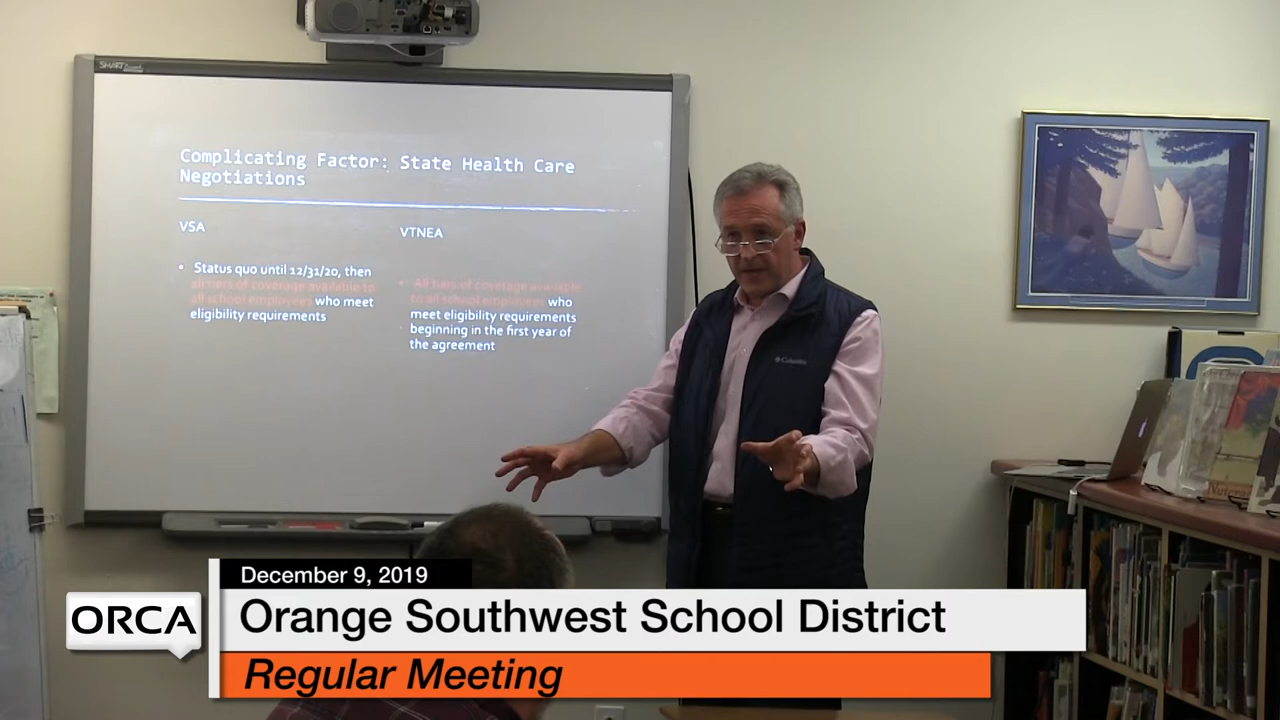 SMART
Complicating Factor: State Health Care
Negotiations
VSA
• Status quo until 12/31/20, then
all tiers of coverage available to
all school employees who meet
eligibility requirements
VTNEA
• All tiers of coverage available
to all school employees who
meet eligibility requirements
beginning in the first year of
the agreement
Columbia
December 9, 2019
ORCA
Orange Southwest School District
Regular Meeting